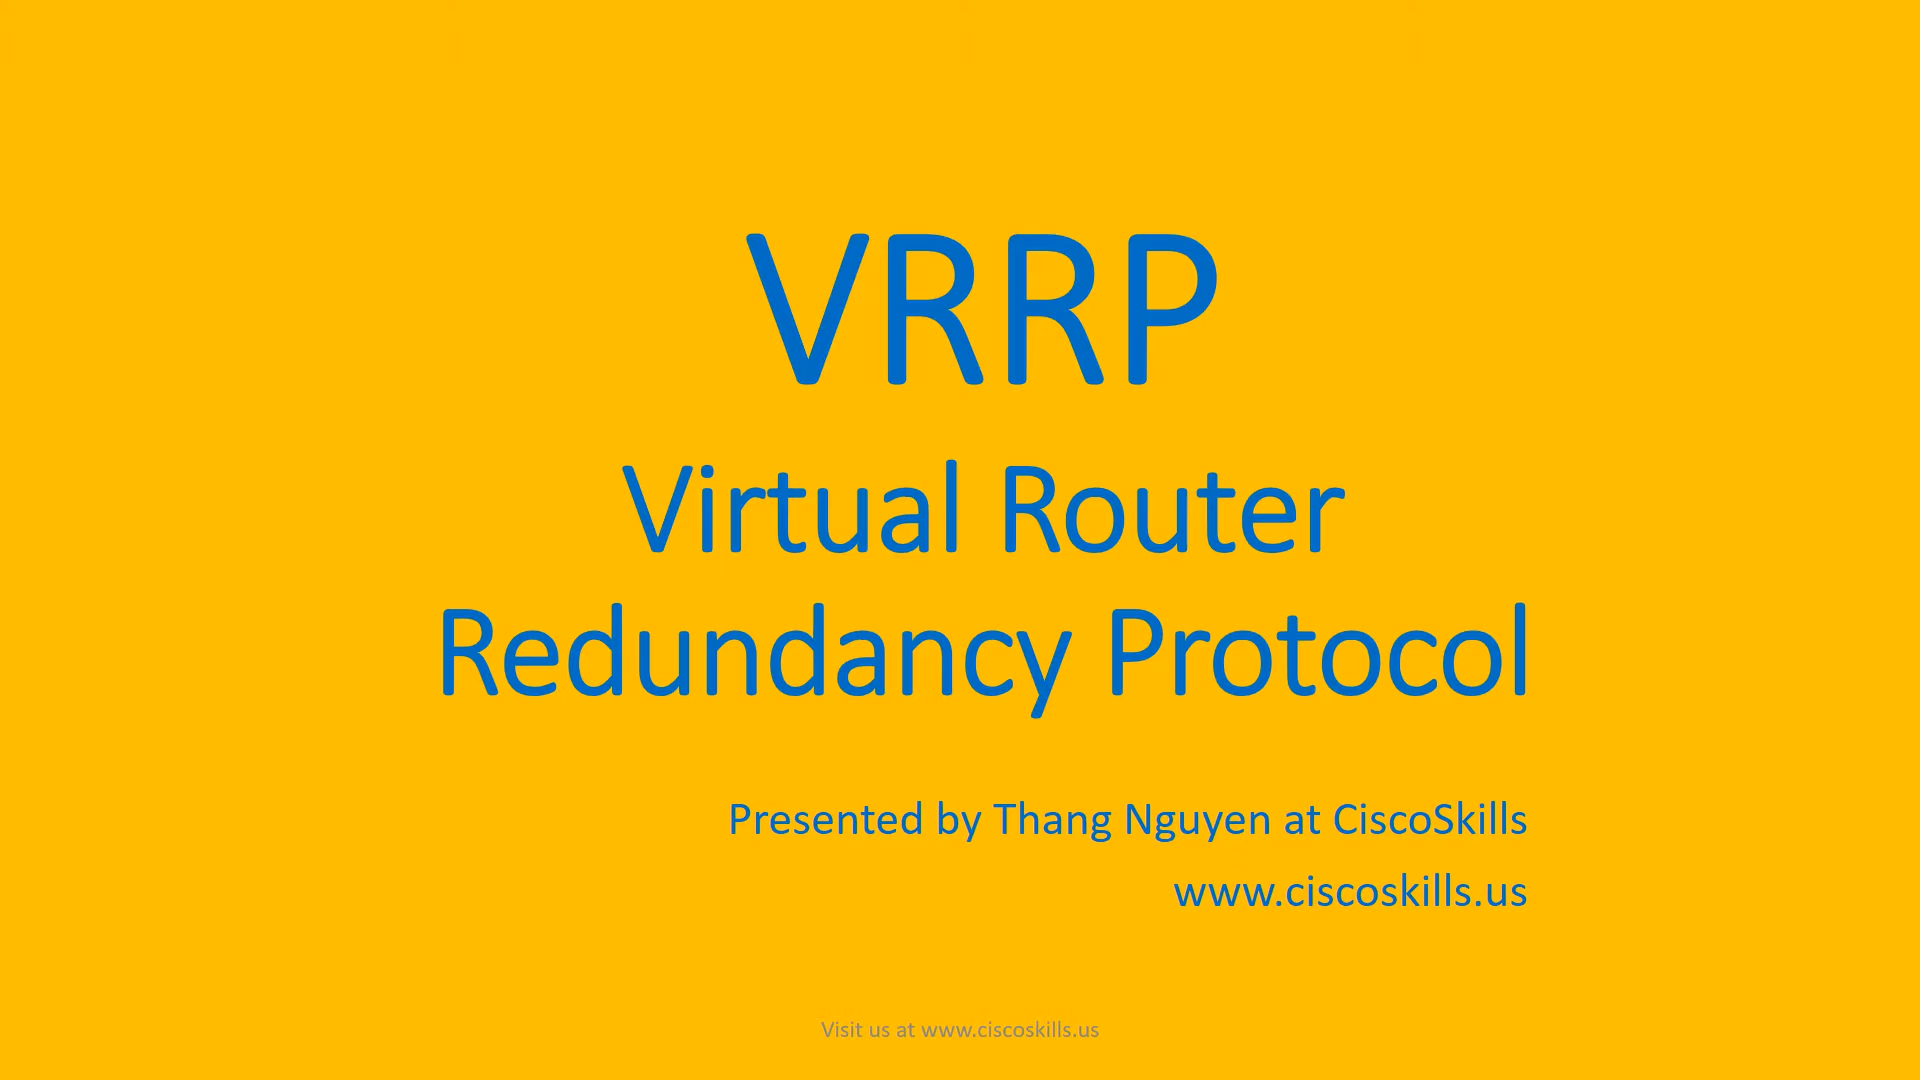 VRRP
Virtual Router
Redundancy Protocol
Presented by Thang Nguyen at CiscoSkills
www.ciscoskills.us
Visit us at www.ciscoskills.us